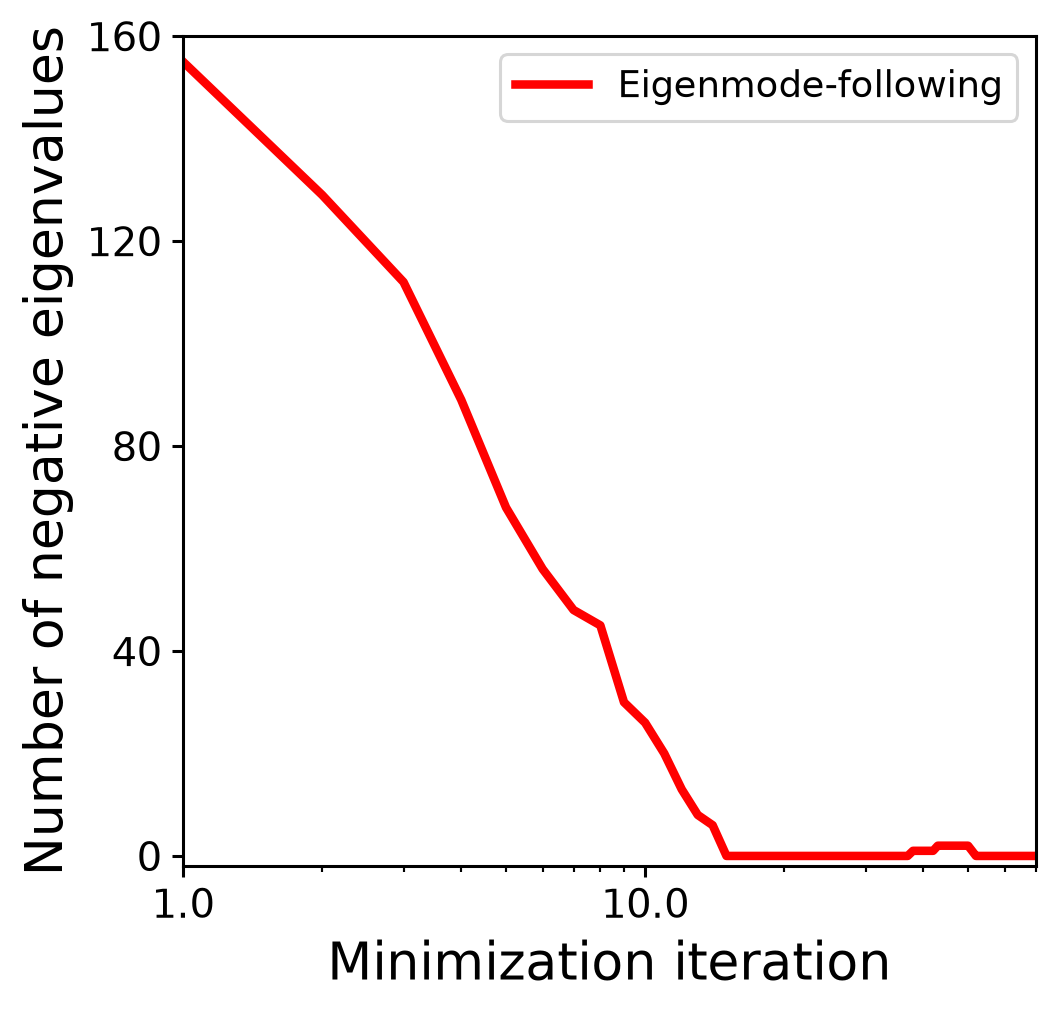 Number of negative eigenvalues
160
120
80
40
0
Eigenmode-following
1.0
10.0
Minimization iteration